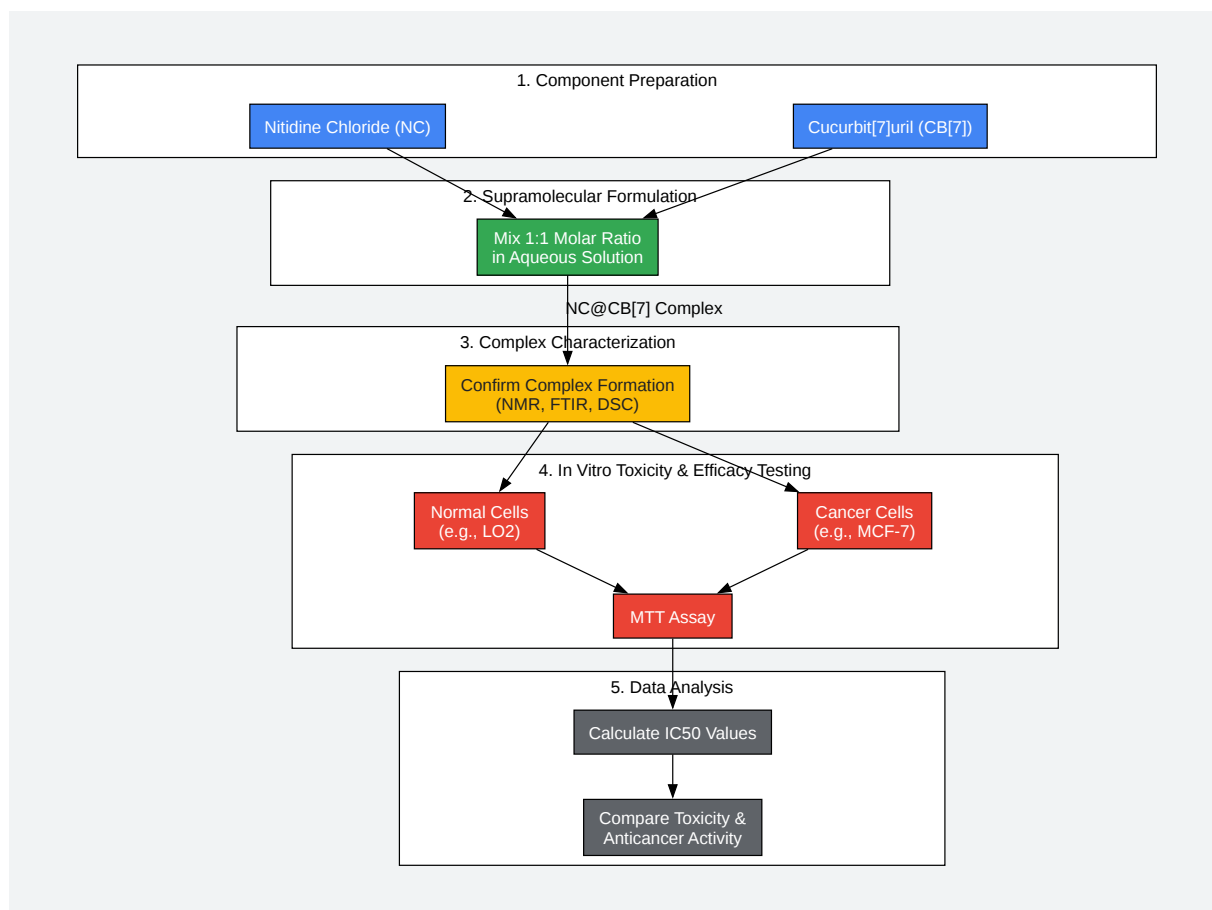 1. Component Preparation
Nitidine Chloride (NC)
Cucurbit[7]uril (CB[7])
2. Supramolecular Formulation
Mix 1:1 Molar Ratio
in Aqueous Solution
NC@CB[7] Complex
3. Complex Characterization
Confirm Complex Formation
(NMR, FTIR, DSC)
4. In Vitro Toxicity & Efficacy Testing
Normal Cells
(e.g., LO2)
Cancer Cells
(e.g., MCF-7)
MTT Assay
5. Data Analysis
Calculate IC50 Values
Compare Toxicity &
Anticancer Activity